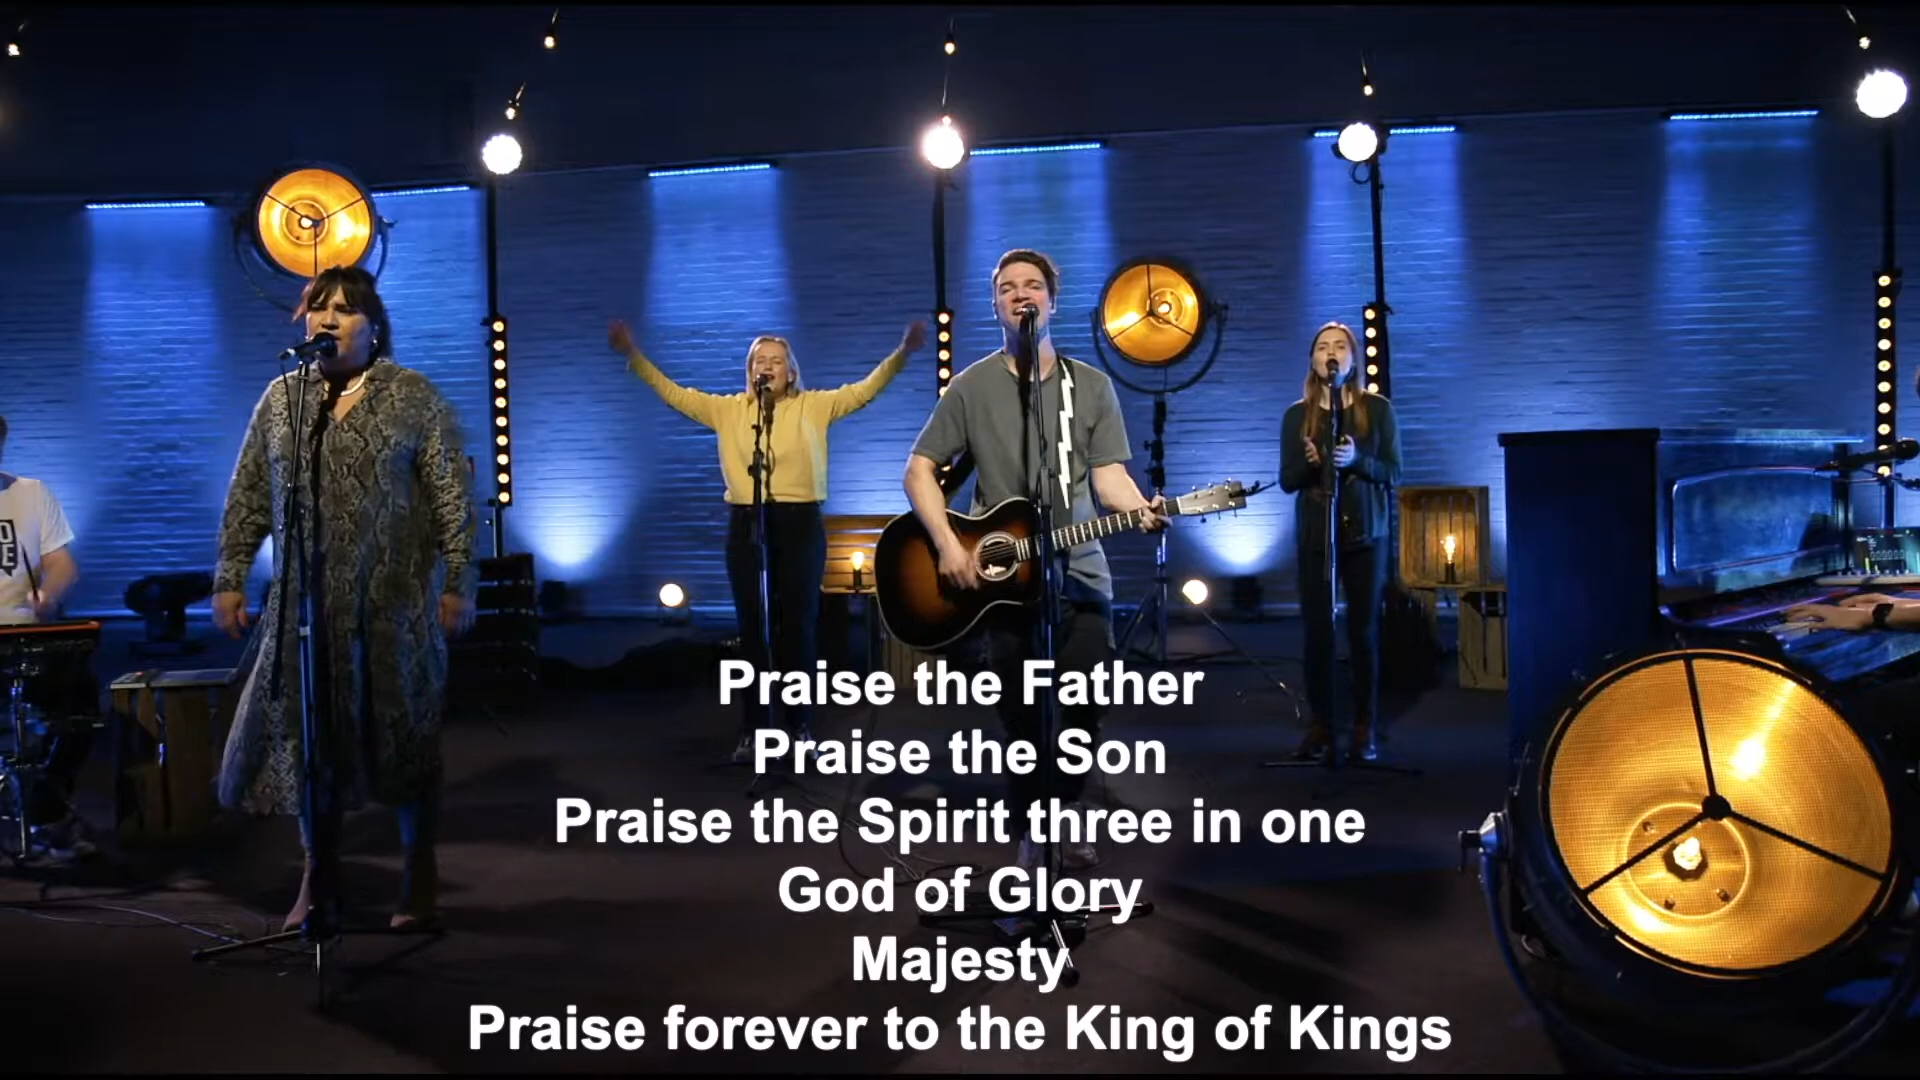 Praise the Father
Praise the Son
Praise the Spirit three in one
God of Glory
Majesty
Praise forever to the King of Kings